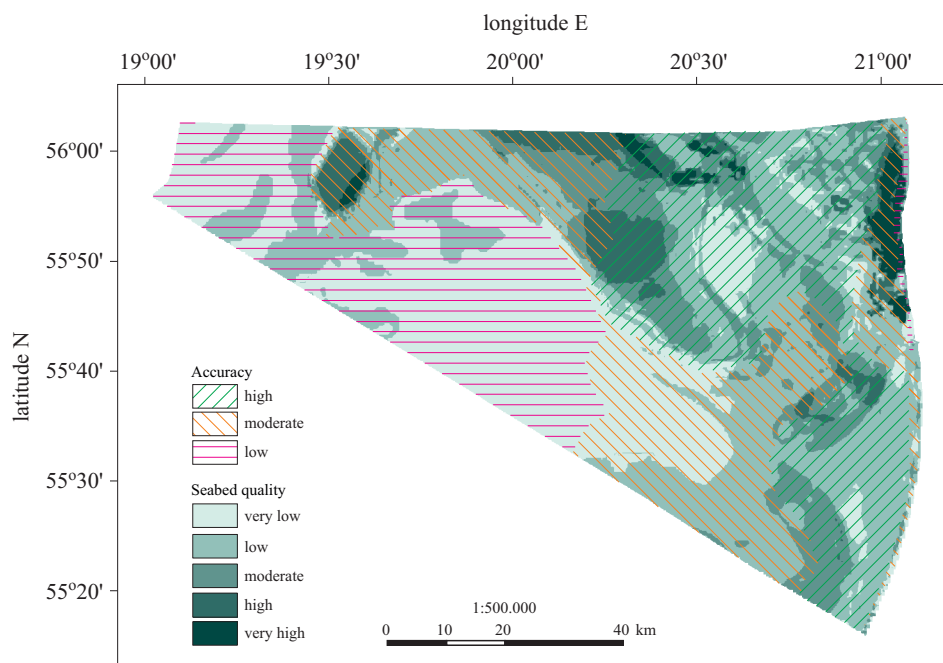 longitude E
19º00' 19º30' 20º00' 20º30' 21º00'
56º00'
55º50'
latitude N
55º40'
Accuracy
high
moderate
low
55º30'
Seabed quality
very low
low
moderate
55º20'
high
very high
1:500.000
0 10 20 40 km